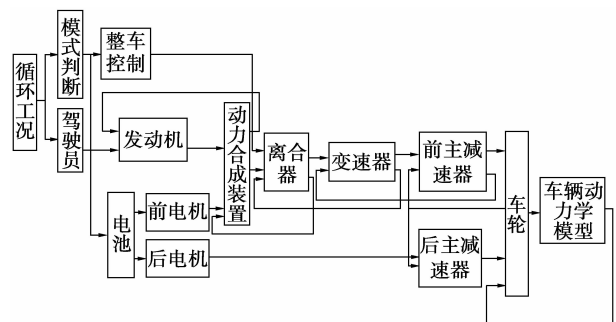 循环工况
模式判断
驾驶员
整车
控制
发动机
电池
前电机
后电机
动力合成装置
离合
器
变速器
前主减
速器
后主减
速器
车轮
车辆动
力学
模型